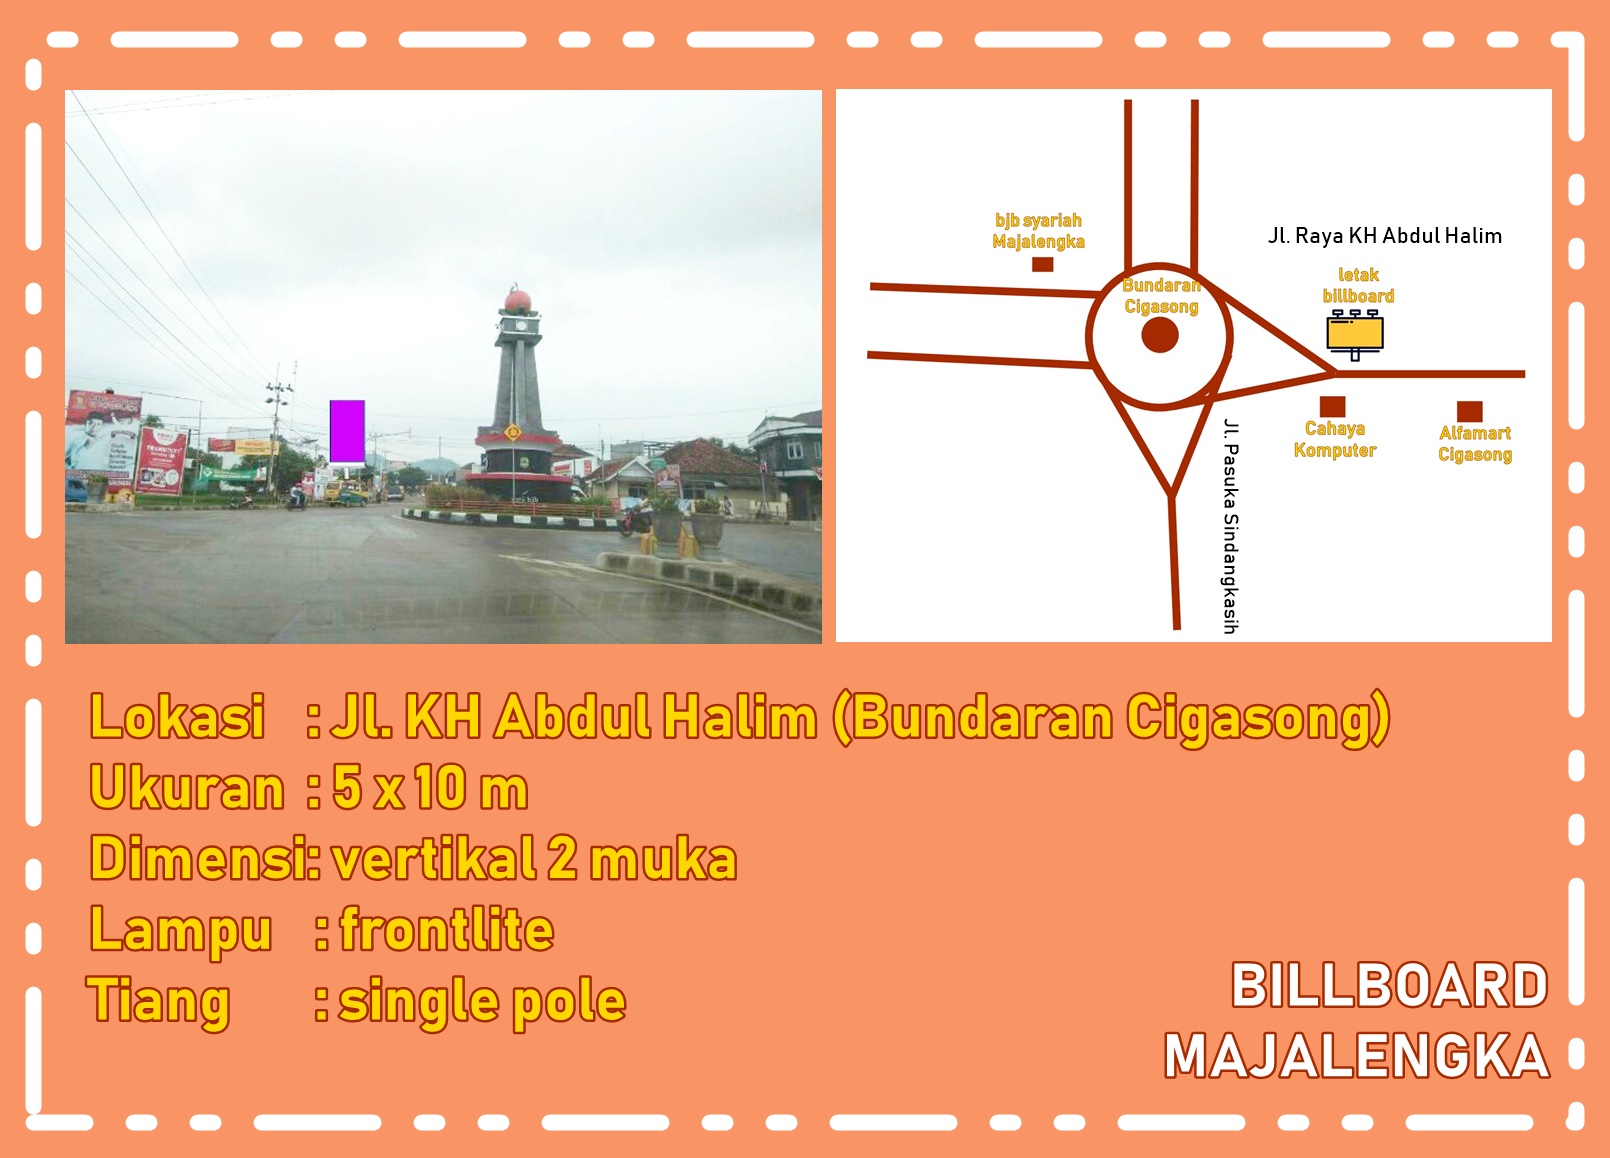 bjb syariah
Majalengka
Bundaran
Cigasong
Jl. Raya KH Abdul Halim
letak
billboard
Cahaya
Komputer
Alfamart
Cigasong
Jl. Pasuka Sindangkasih
Lokasi : Jl. KH Abdul Halim (Bundaran Cigasong)
Ukuran : 5 x 10 m
Dimensi: vertikal 2 muka
Lampu : frontlite
Tiang : single pole
BILLBOARD
MAJALENGKA